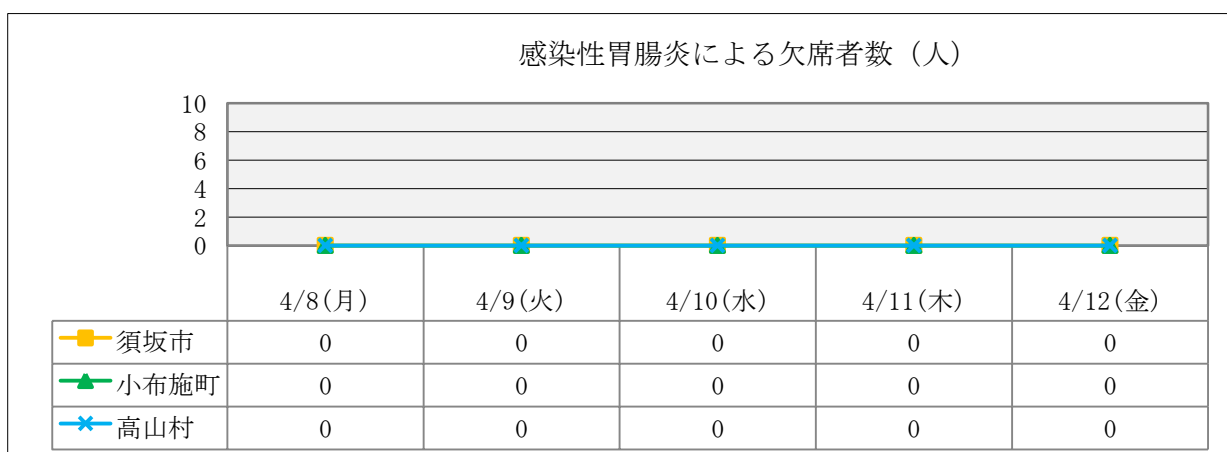 感染性胃腸炎による欠席者数（人）
10
8
6
4
2
0
4/8(月) 4/9(火) 4/10(水) 4/11(木) 4/12(金)
須坂市 0 0 0 0 0
小布施町 0 0 0 0 0
高山村 0 0 0 0 0